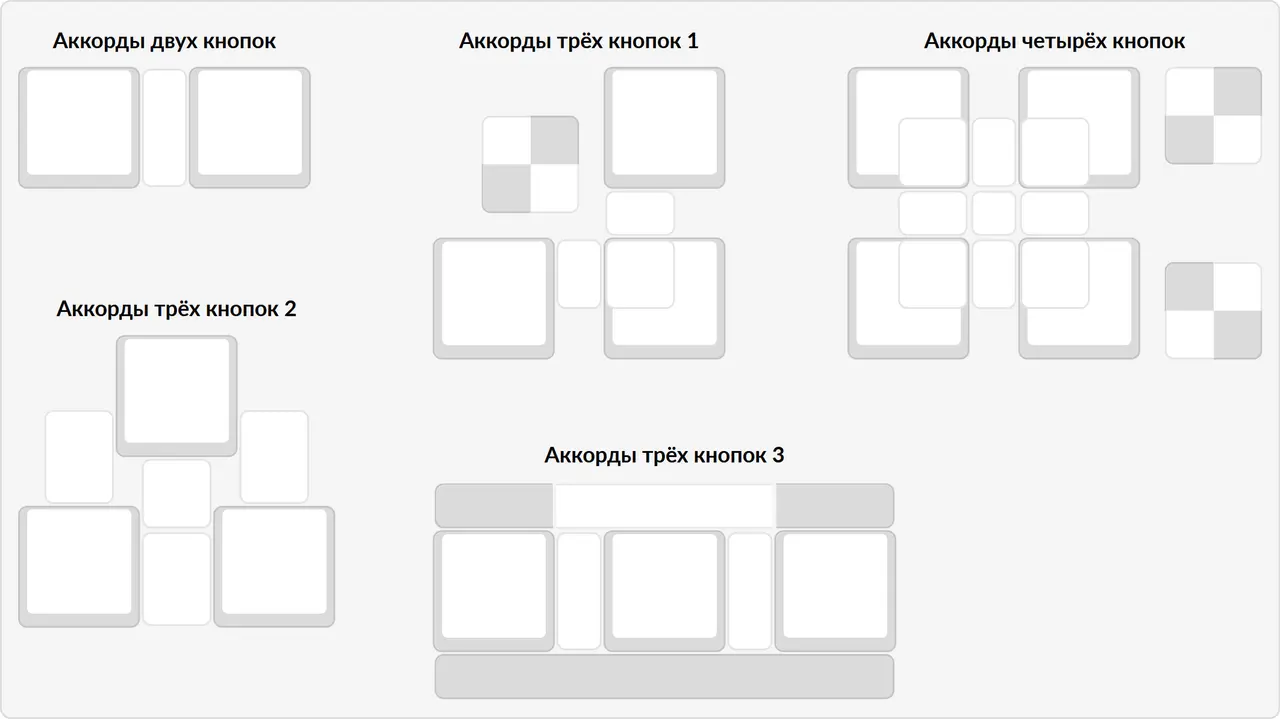 Аккорды двух кнопок
Аккорды трёх кнопок 1
Аккорды четырёх кнопок
Аккорды трёх кнопок 2
Аккорды трёх кнопок 3